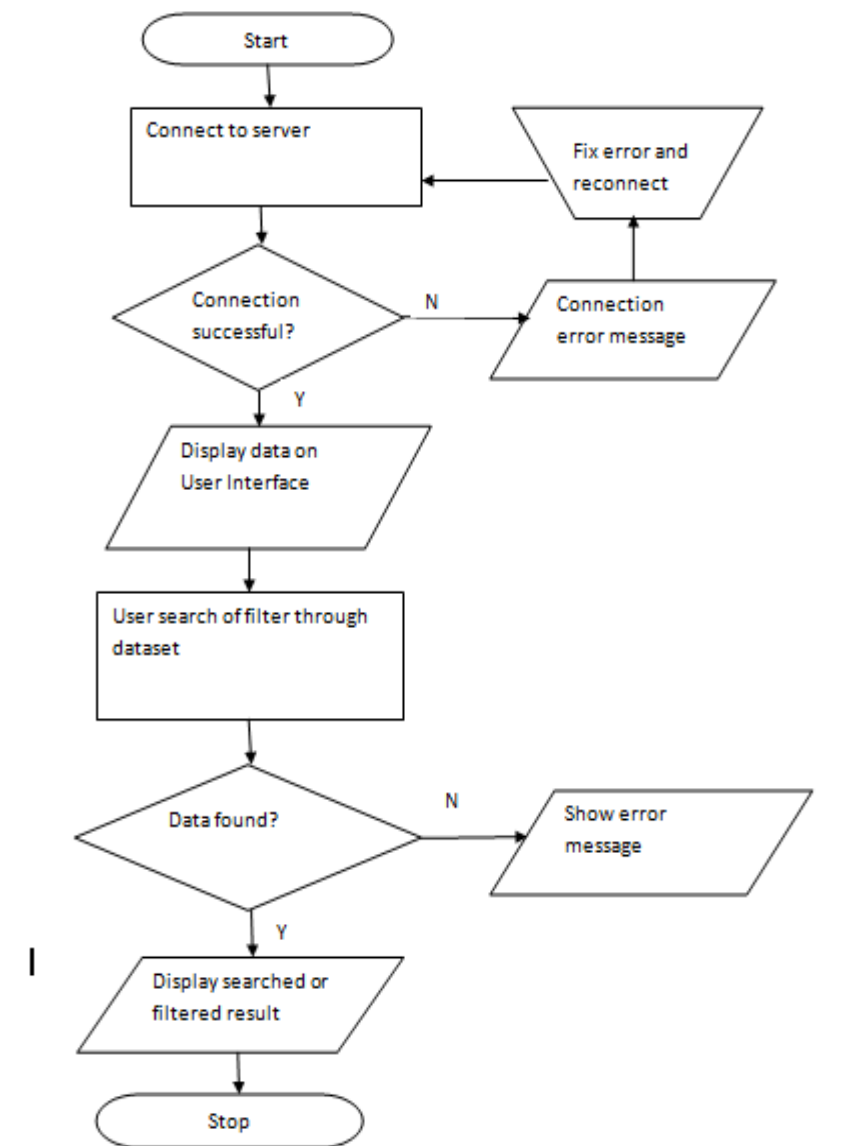 Start
Connect to server
Fix error and
reconnect
Connection
successful?
N
Connection
error message
Y
Display data on
User Interface
User search of filter through
dataset
Data found?
N
Show error
message
Y
Display searched or
filtered result
Stop